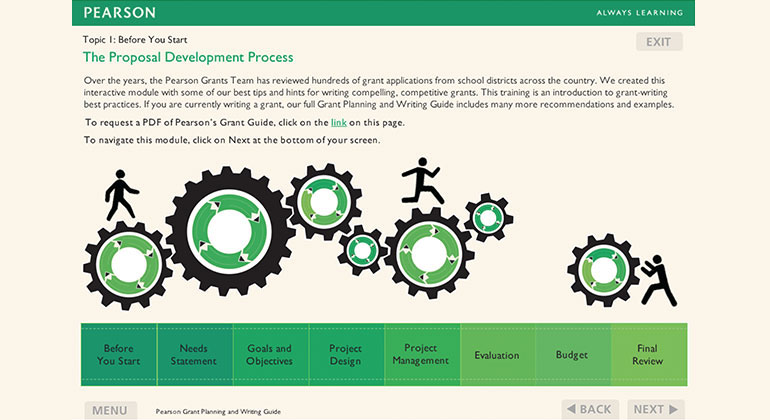 PEARSON
ALWAYS LEARNING
Topic 1: Before You Start
EXIT
The Proposal Development Process
Over the years, the Pearson Grants Team has reviewed hundreds of grant applications from school districts across the country. We created this
interactive module with some of our best tips and hints for writing compelling, competitive grants. This training is an introduction to grant-writing
best practices. If you are currently writing a grant, our full Grant Planning and Writing Guide includes many more recommendations and examples.
To request a PDF of Pearson's Grant Guide, click on the link on this page.
To navigate this module, click on Next at the bottom of your screen.
Before
You Start
Needs
Statement
Goals and
Objectives
Project
Design
Project
Management
Evaluation
Budget
Final
Review
MENU
Pearson Grant Planning and Writing Guide
BACK
NEXT